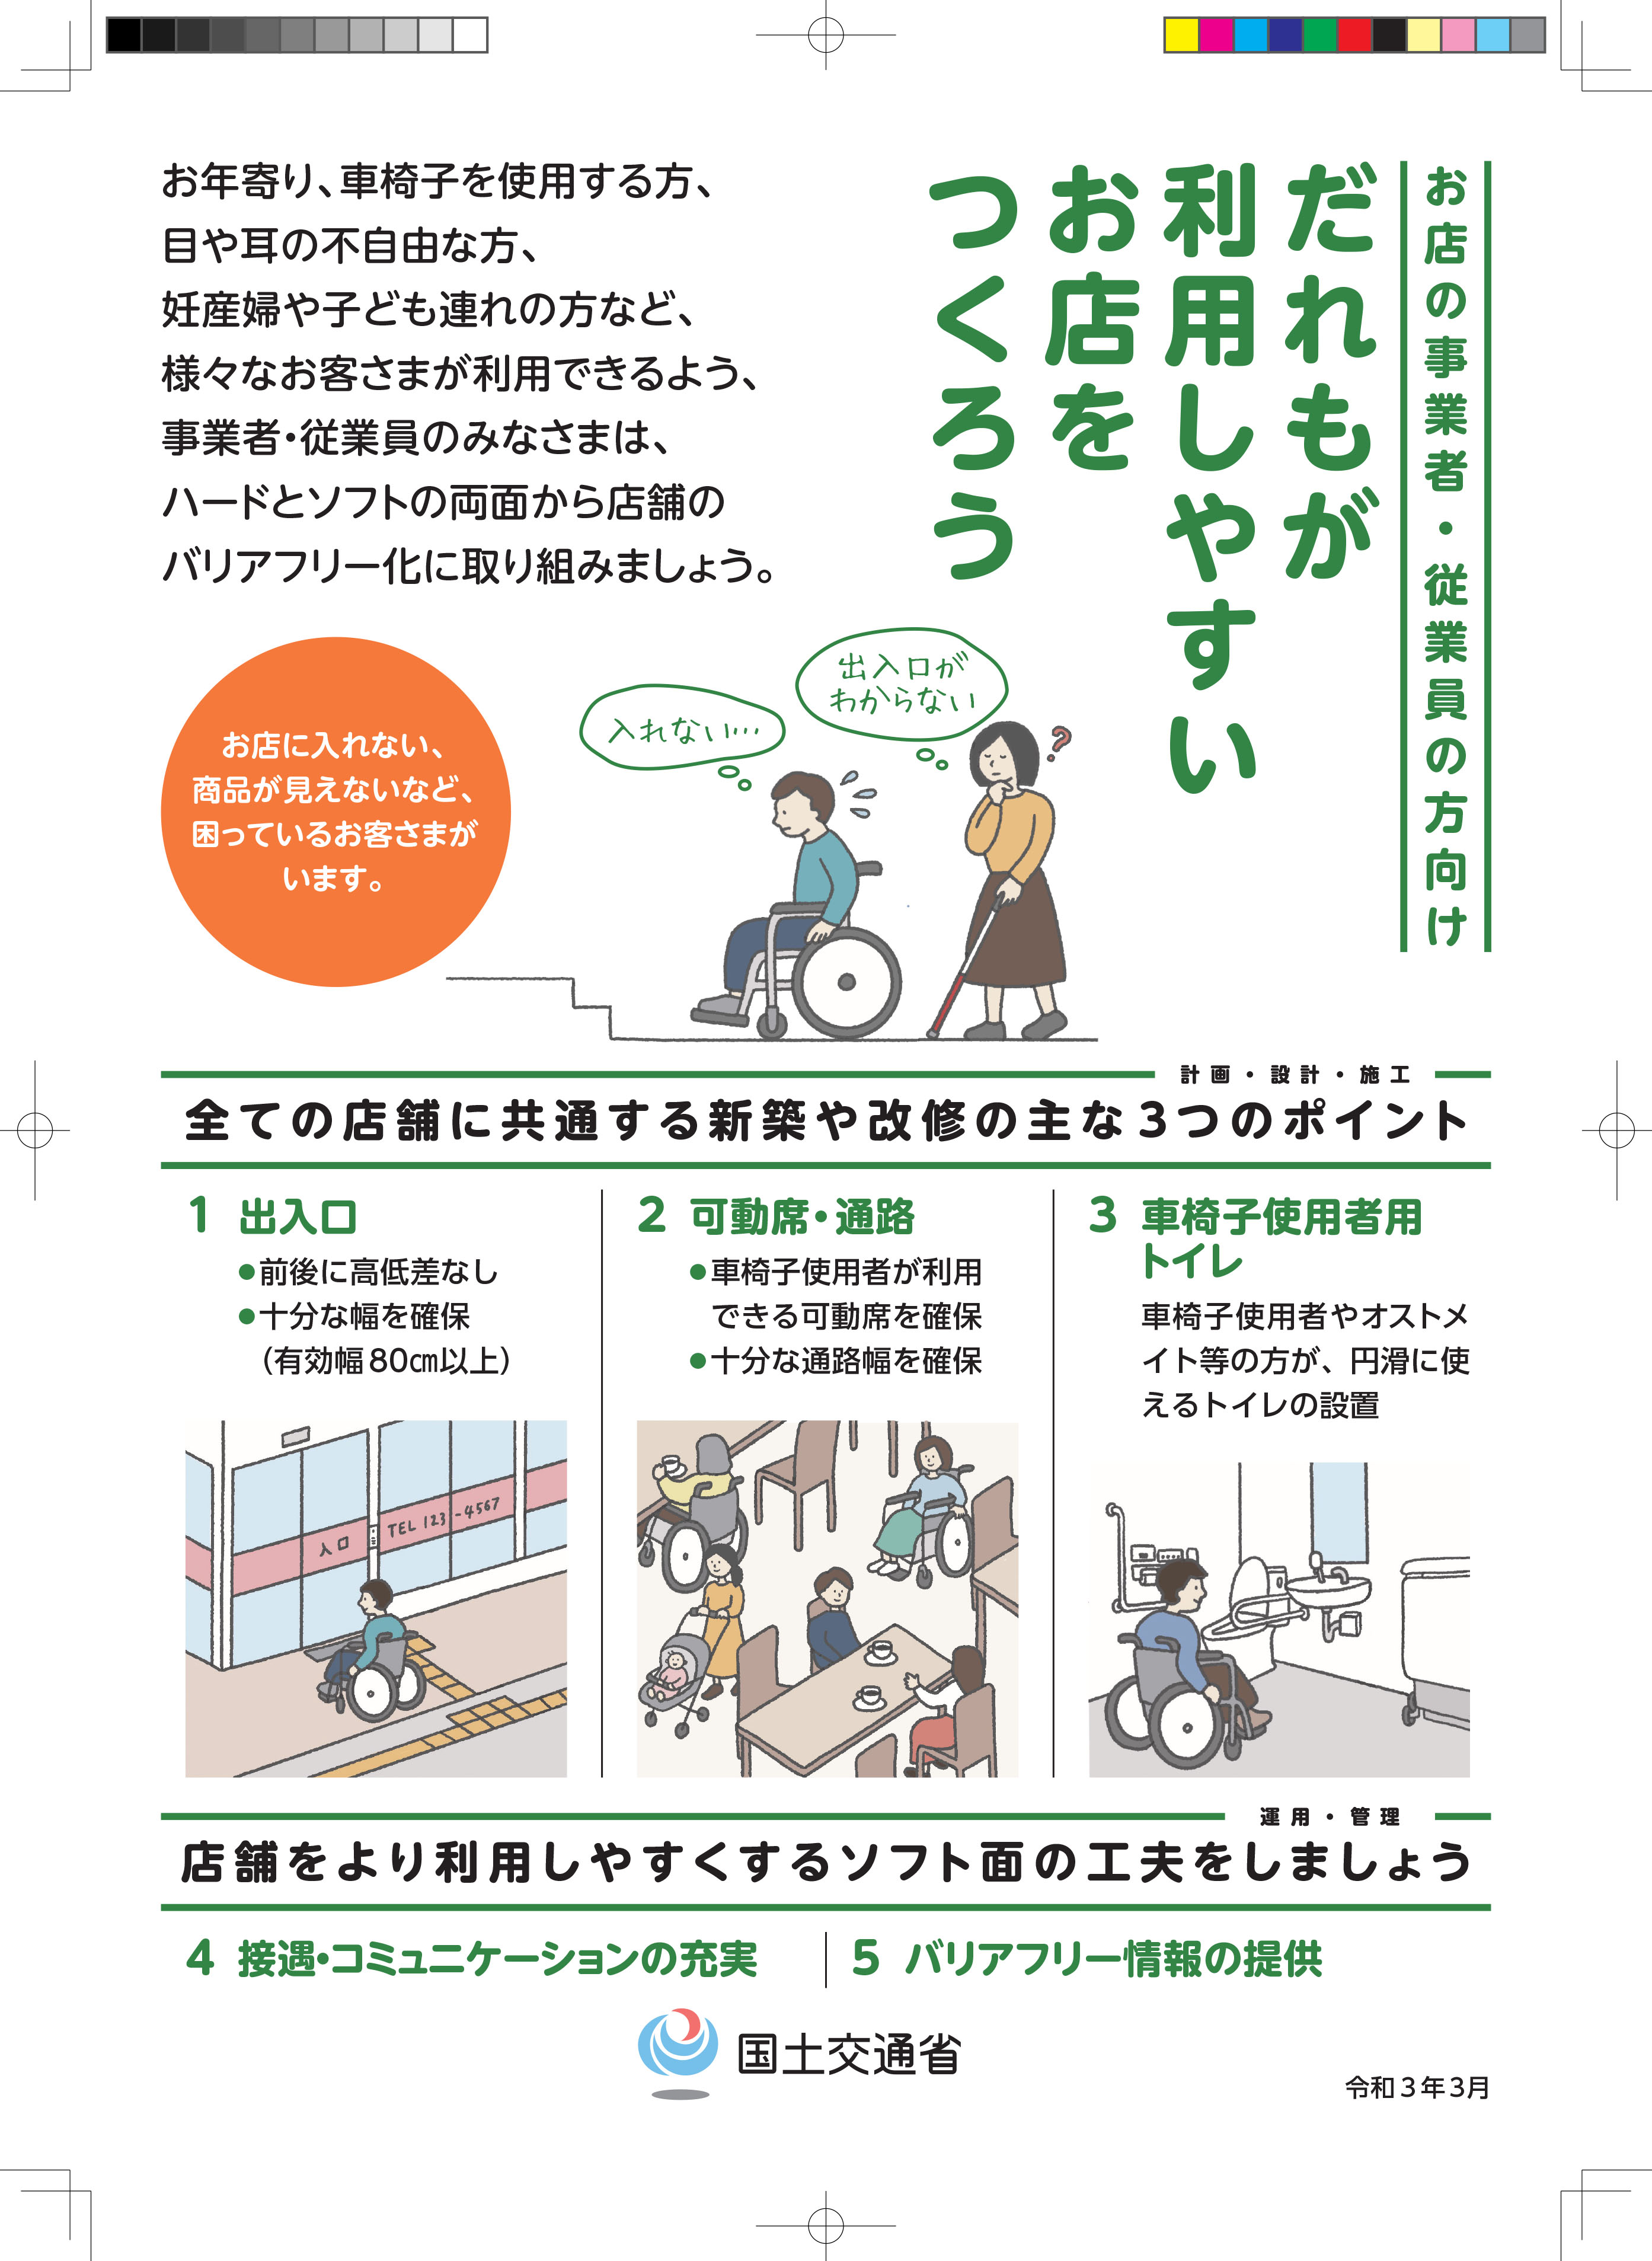 お店の事業者・従業員の方向け
だれもが
利用しやすい
お店を
つくろう
お年寄り、車椅子を使用する方、
目や耳の不自由な方、
妊産婦や子ども連れの方など、
様々なお客さまが利用できるよう、
事業者・従業員のみなさまは、
ハードとソフトの両面から店舗の
バリアフリー化に取り組みましょう。
お店に入れない、
商品が見えないなど、
困っているお客さまが
います。
入れない…
出入口が
わからない
?
計画・設計・施工
全ての店舗に共通する新築や改修の主な3つのポイント
1 出入口
●前後に高低差なし
●十分な幅を確保
(有効幅80㎝以上)
入口 TEL 123-4567
2 可動席・通路
●車椅子使用者が利用
できる可動席を確保
●十分な通路幅を確保
3 車椅子使用者用
トイレ
車椅子使用者やオストメ
イト等の方が、円滑に使
えるトイレの設置
運用・管理
店舗をより利用しやすくするソフト面の工夫をしましょう
4 接遇・コミュニケーションの充実
5 バリアフリー情報の提供
国土交通省
令和3年3月